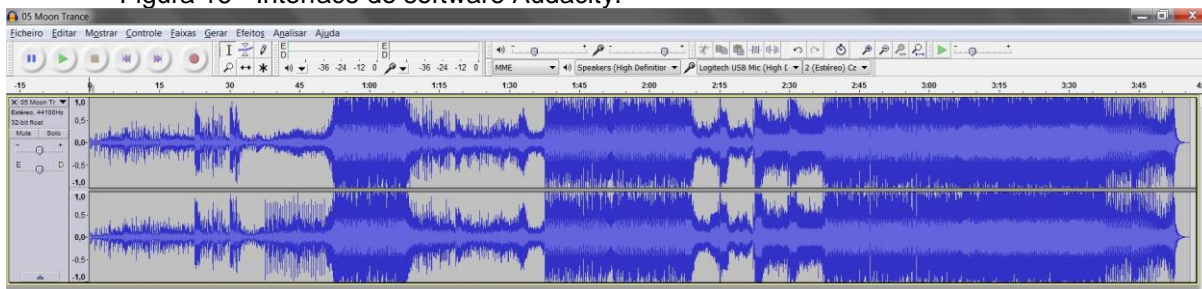 Figura 10 - Interface do software Audacity.
05 Moon Trance
Ficheiro Editar Mostrar Controle Faixas Gerar Efeitos Analisar Ajuda
E
D
-36 -24 -12 0
E
D
-36 -24 -12 0
MME
Speakers (High Definitior
Logitech USB Mic (High [
2 (Estéreo) Cz
-15 0 15 30 45 1:00 1:15 1:30 1:45 2:00 2:15 2:30 2:45 3:00 3:15 3:30 3:45 4
X 05 Moon Tr
Estéreo, 44100Hz
32-bit float
Mute Solo
- +
E D
1,0
0,5-
0,0-
-0,5-
-1,0
1,0
0,5-
0,0-
-0,5-
-1,0